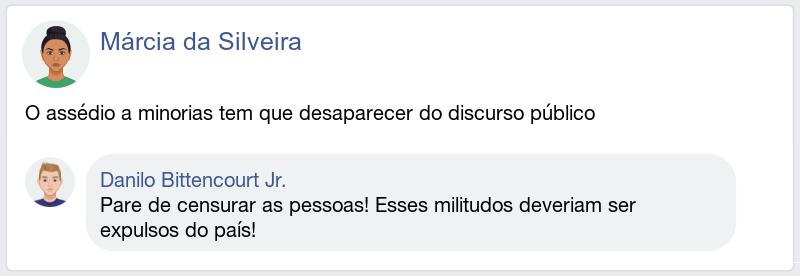 Márcia da Silveira
O assédio a minorias tem que desaparecer do discurso público
Danilo Bittencourt Jr.
Pare de censurar as pessoas! Esses militudos deveriam ser
expulsos do país!